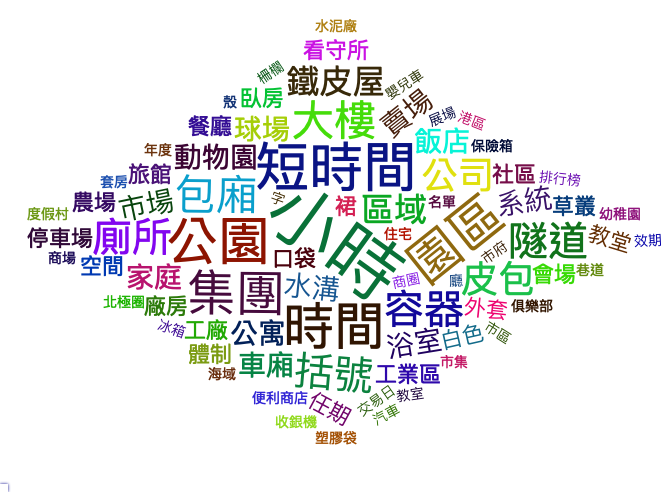 水泥廠
看守所
柵欄
鐵皮屋
嬰兒車
殼
臥房
大樓
賣場
展場
港區
餐廳
球場
飯店
保險箱
年度
動物園
短時間
公司
社區
排行榜
套房
旅館
包廂
字
裙
區域
名單
系統
草叢
農場
市場
度假村
幼稚園
停車場
廁所
公園
小時
住宅
園區
市府
隧道
教堂
效期
商場
空間
家庭
口袋
集團
水溝
商圈
廳
皮包
會場
巷道
北極圈
廠房
時間
容器
外套
俱樂部
冰箱
工廠
公寓
浴室
白色
市區
體制
車廂
括號
工業區
市集
海域
便利商店
任期
交易日
教室
汽車
收銀機
塑膠袋